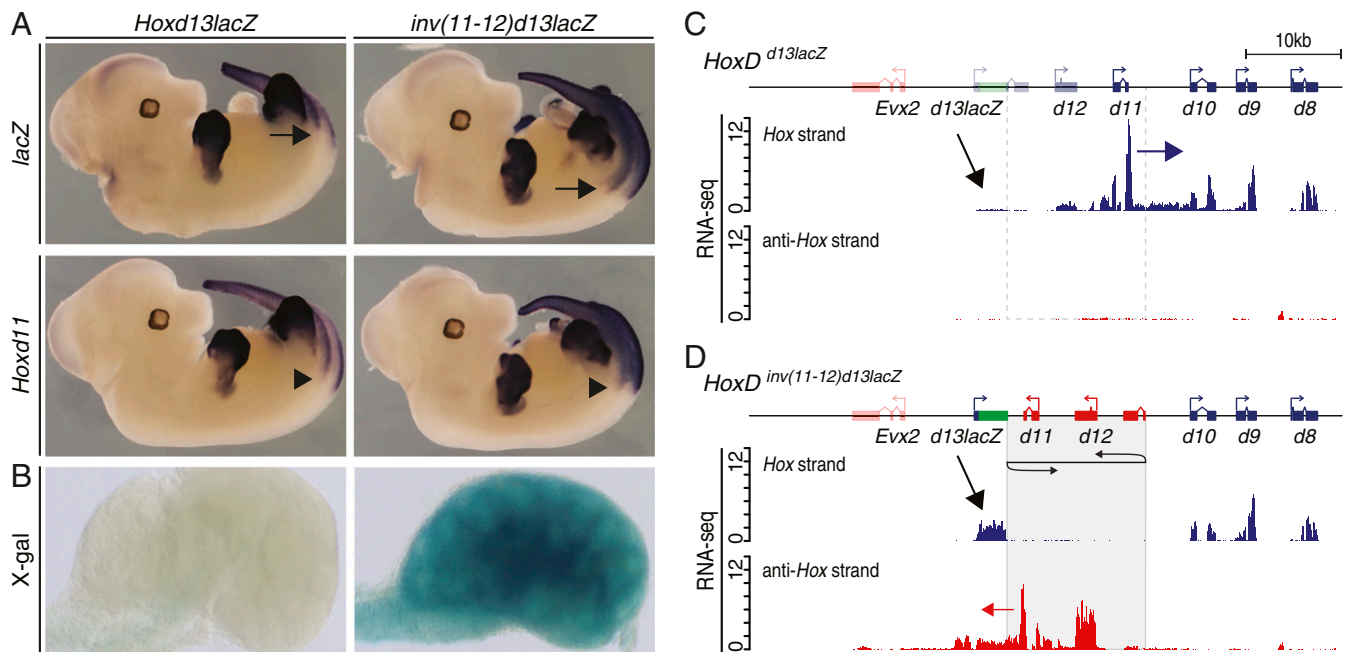 A
Hoxd13lacZ
inv(11-12)d13lacZ
lacZ
Hoxd11
B
X-gal
C
10kb
HoxD d13lacZ
Evx2 d13lacZ d12 d11 d10 d9 d8
RNA-seq
12
0
Hox strand
12
0
anti-Hox strand
D
HoxD inv(11-12)d13lacZ
Evx2 d13lacZ d11 d12 d10 d9 d8
RNA-seq
12
0
Hox strand
12
0
anti-Hox strand